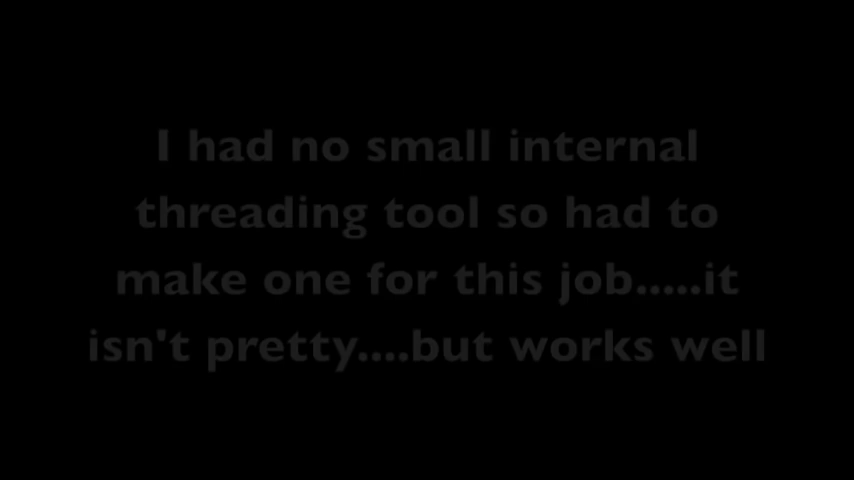 I had no small internal
threading tool so had to
make one for this job.....it
isn't pretty....but works well